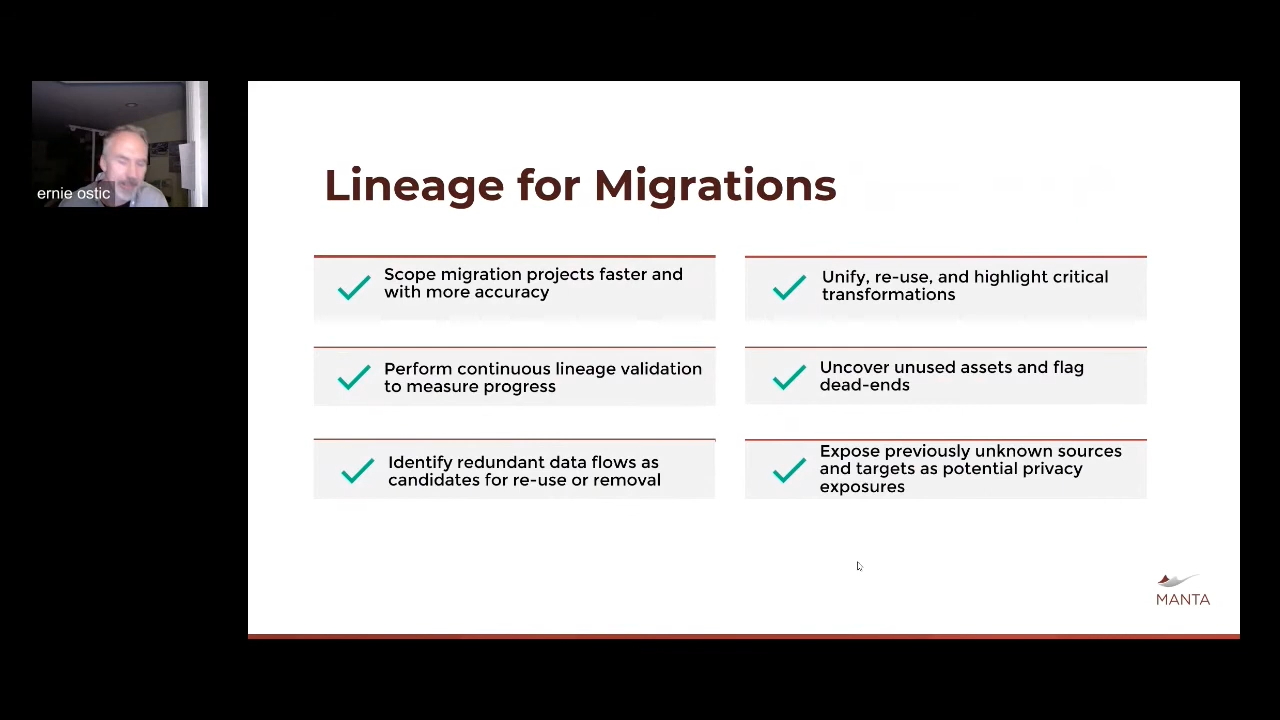 ernie ostic
Lineage for Migrations
Scope migration projects faster and
with more accuracy
Unify, re-use, and highlight critical
transformations
Perform continuous lineage validation
to measure progress
Uncover unused assets and flag
dead-ends
Identify redundant data flows as
candidates for re-use or removal
Expose previously unknown sources
and targets as potential privacy
exposures
MANTA